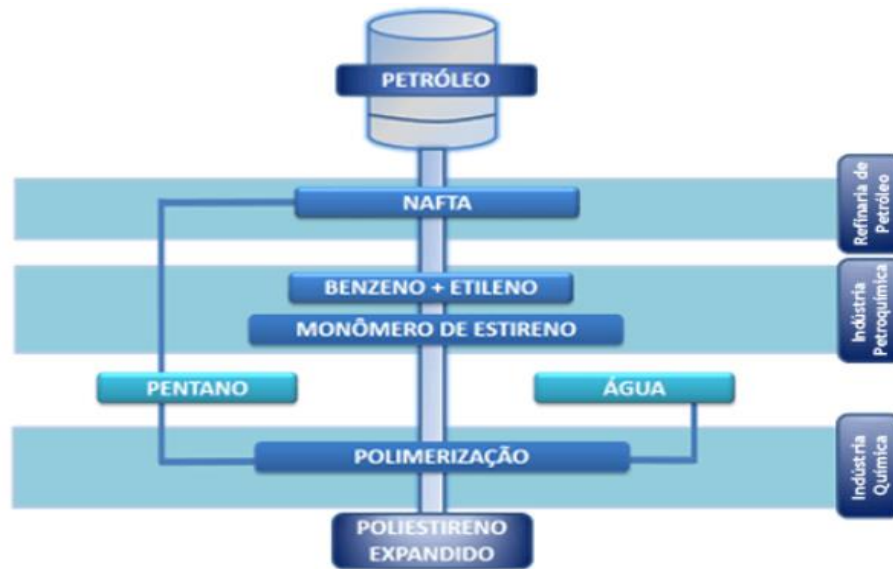 PETRÓLEO
NAFTA
Refinaria de
Petróleo
BENZENO + ETILENO
MONÔMERO DE ESTIRENO
Indústria
Petroquímica
PENTANO
ÁGUA
POLIMERIZAÇÃO
Indústria
Química
POLIESTIRENO
EXPANDIDO